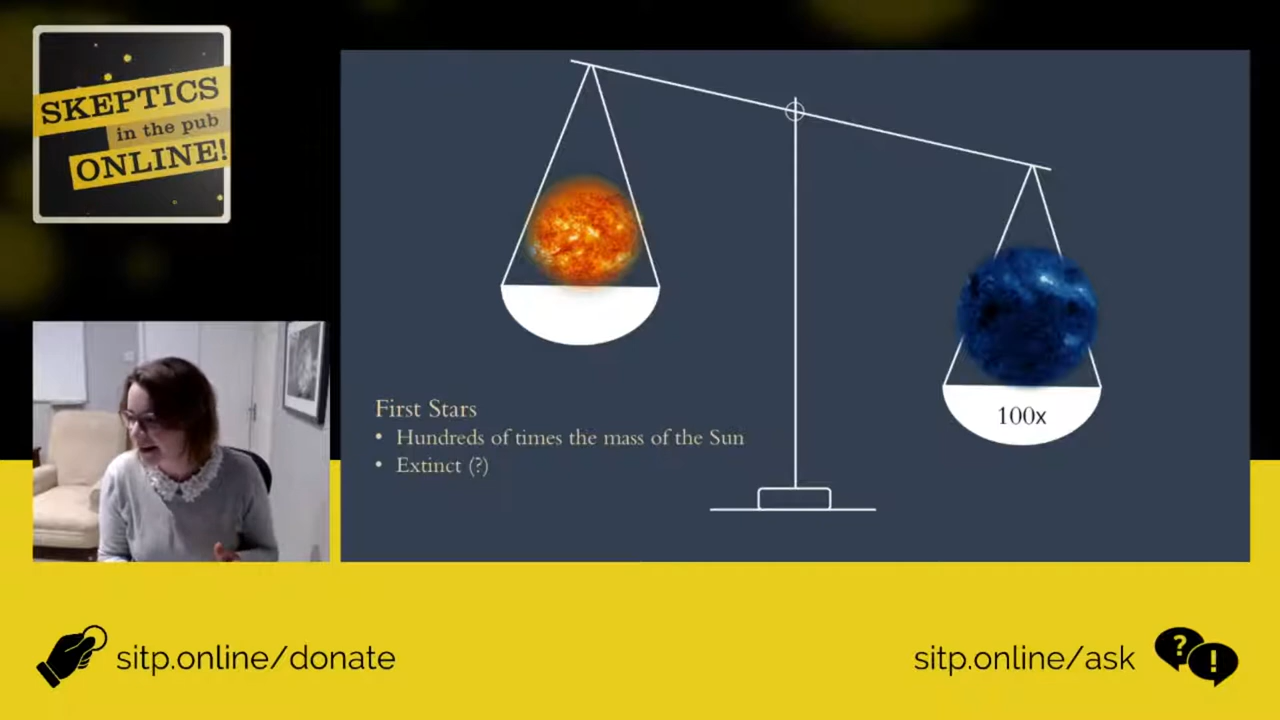 SKEPTICS
in the pub
ONLINE!
100x
First Stars
• Hundreds of times the mass of the Sun
• Extinct (?)
sitp.online/donate
sitp.online/ask
? !